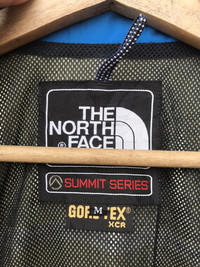 THE
NORTH
FACE
®
SUMMIT SERIES
M
GORE-TEX®
XCR